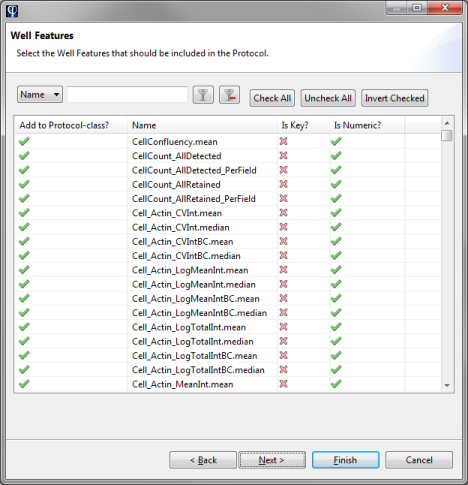 Well Features
Select the Well Features that should be included in the Protocol.
Name Check All Uncheck All Invert Checked
Add to Protocol-class? Name Is Key? Is Numeric?
CellConfluency.mean
CellCount_AllDetected
CellCount_AllDetected_PerField
CellCount_AllRetained
CellCount_AllRetained_PerField
Cell_Actin_CVInt.mean
Cell_Actin_CVInt.median
Cell_Actin_CVIntBC.mean
Cell_Actin_CVIntBC.median
Cell_Actin_LogMeanInt.mean
Cell_Actin_LogMeanInt.median
Cell_Actin_LogMeanIntBC.mean
Cell_Actin_LogMeanIntBC.median
Cell_Actin_LogTotalInt.mean
Cell_Actin_LogTotalInt.median
Cell_Actin_LogTotalIntBC.mean
Cell_Actin_LogTotalIntBC.median
Cell_Actin_MeanInt.mean
< Back Next > Finish Cancel